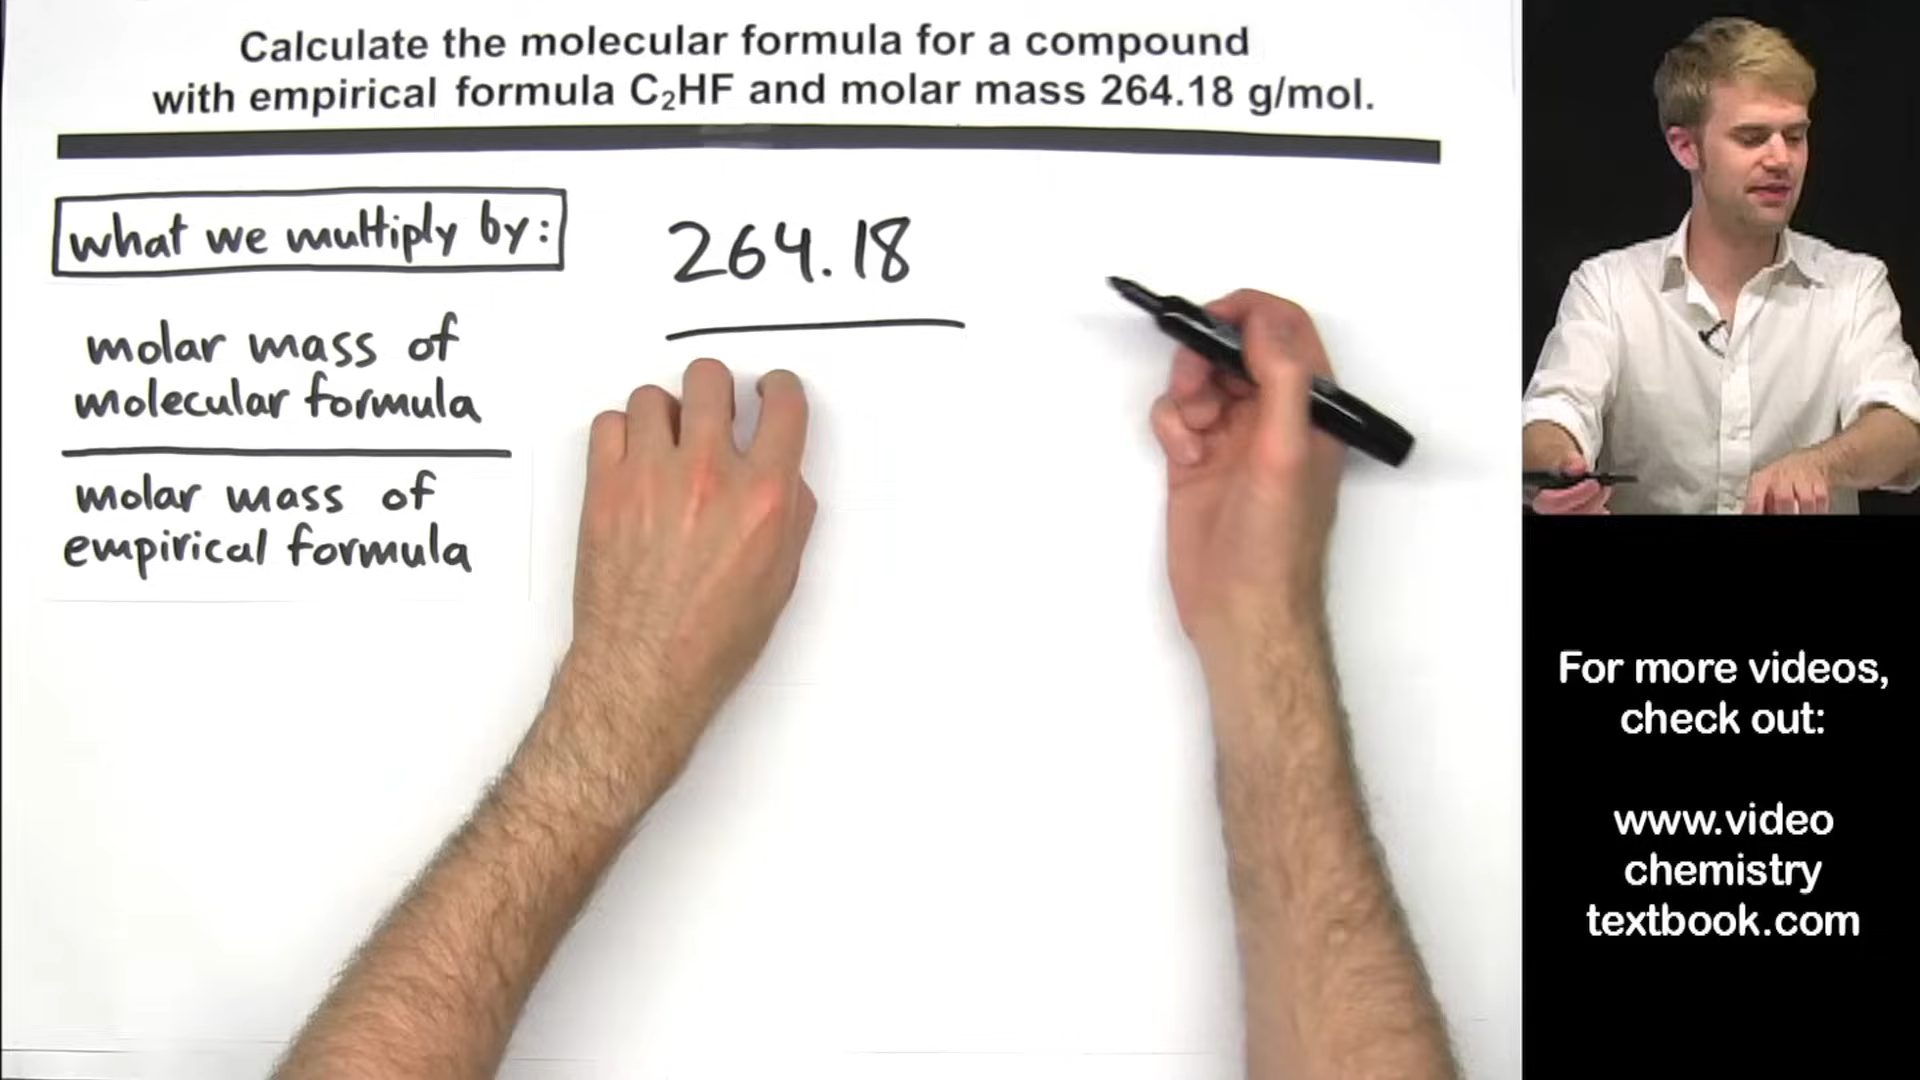 Calculate the molecular formula for a compound
with empirical formula C₂HF and molar mass 264.18 g/mol.
what we multiply by:
264.18
molar mass of
molecular formula
molar mass of
empirical formula
For more videos,
check out:
www.video
chemistry
textbook.com